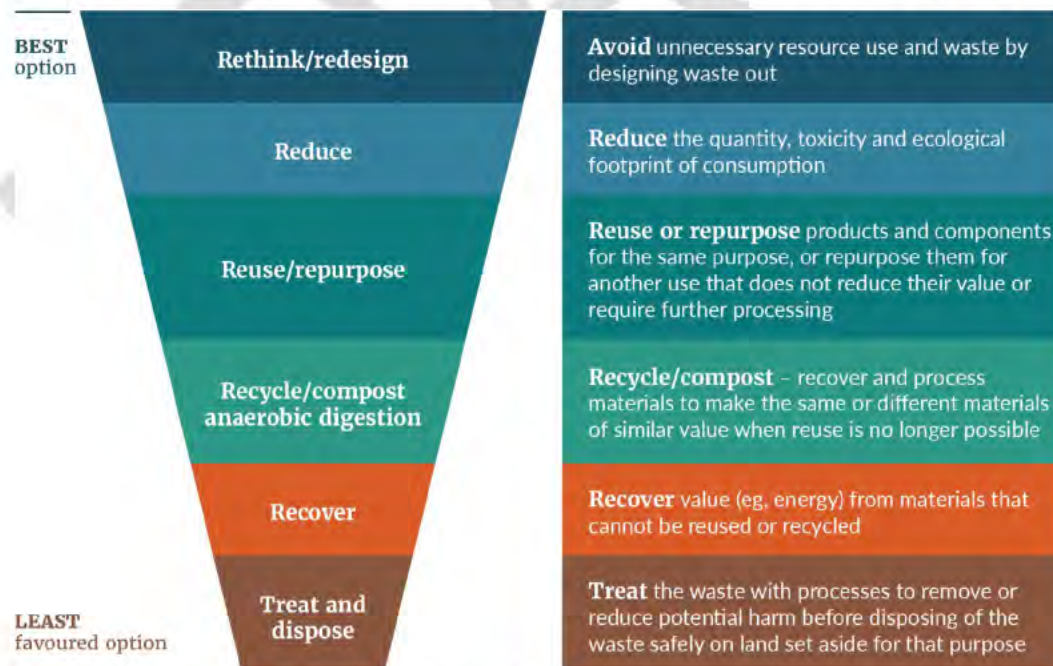 BEST
option
Rethink/redesign
Avoid unnecessary resource use and waste by
designing waste out
Reduce
Reduce the quantity, toxicity and ecological
footprint of consumption
Reuse/repurpose
Reuse or repurpose products and components
for the same purpose, or repurpose them for
another use that does not reduce their value or
require further processing
Recycle/compost
anaerobic digestion
Recycle/compost – recover and process
materials to make the same or different materials
of similar value when reuse is no longer possible
Recover
Recover value (eg, energy) from materials that
cannot be reused or recycled
LEAST
favoured option
Treat and
dispose
Treat the waste with processes to remove or
reduce potential harm before disposing of the
waste safely on land set aside for that purpose